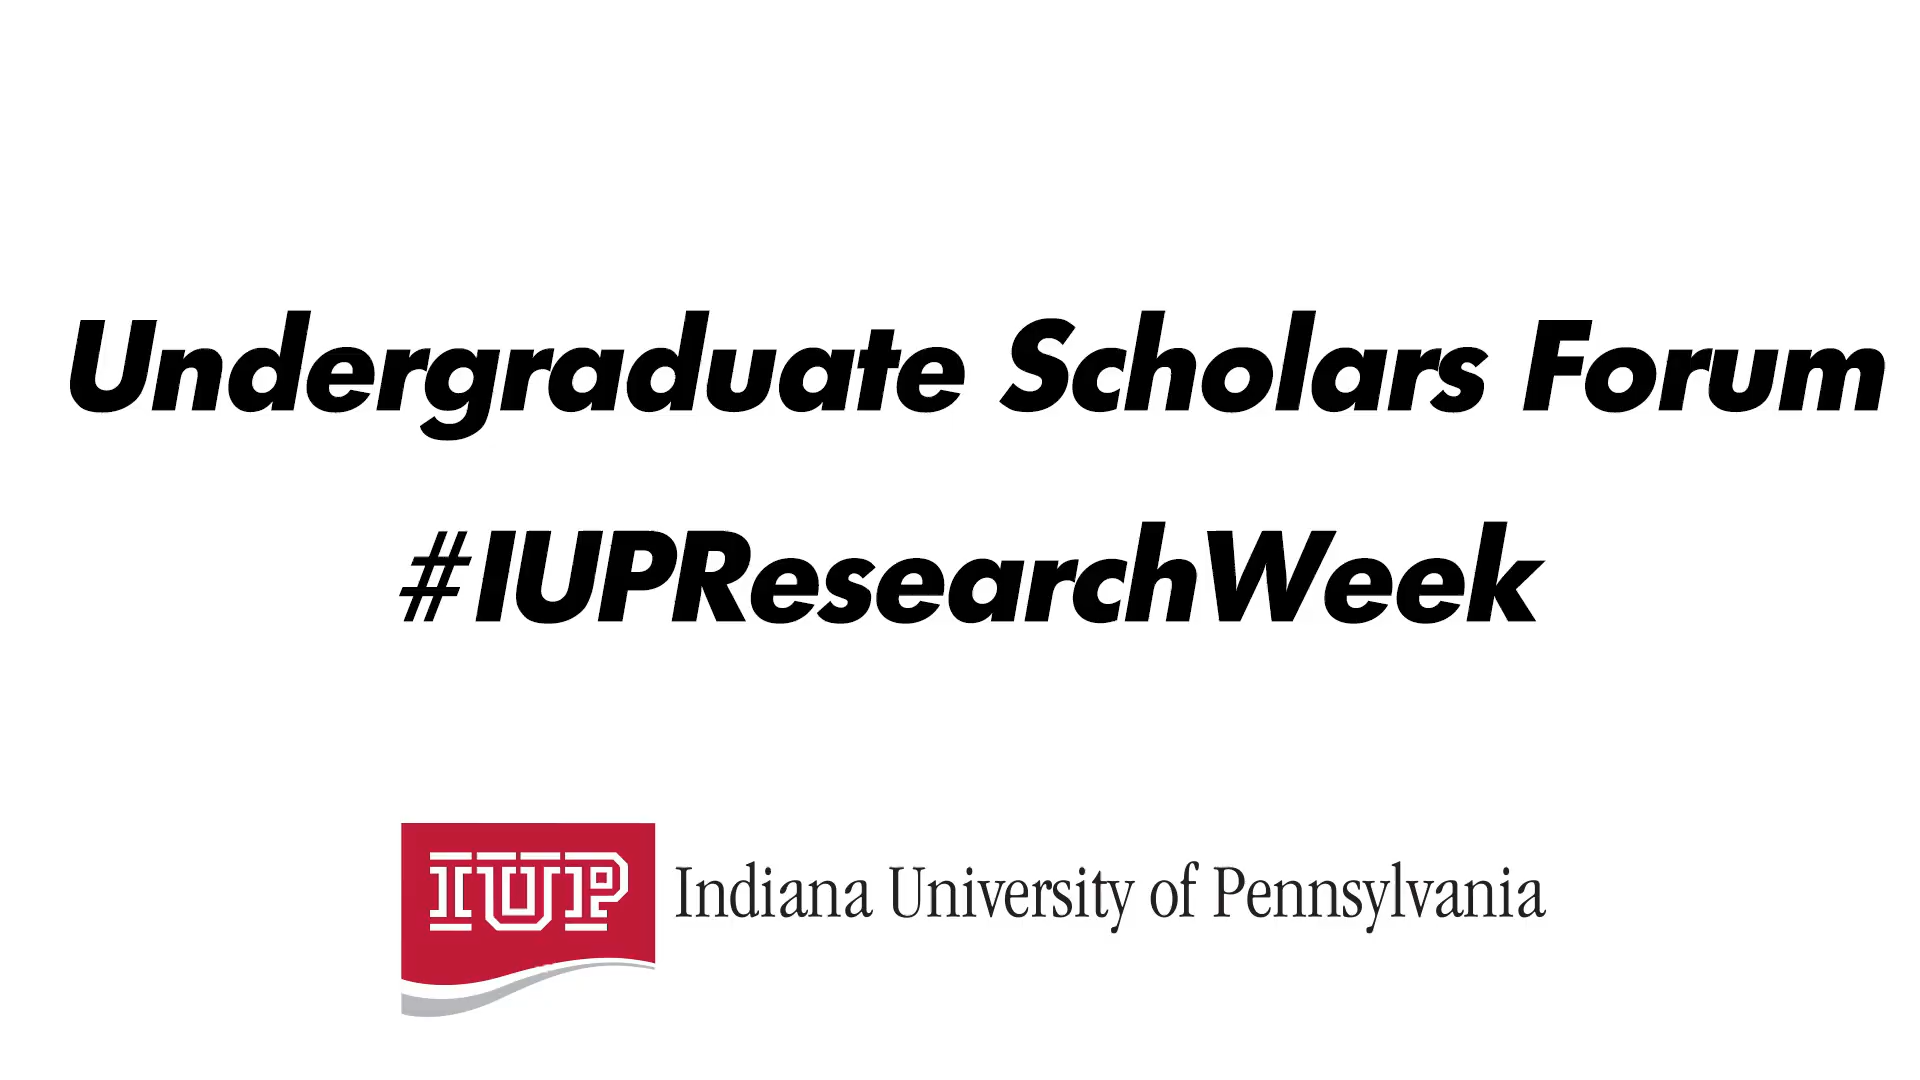 Undergraduate Scholars Forum
#IUPResearchWeek
IUP Indiana University of Pennsylvania